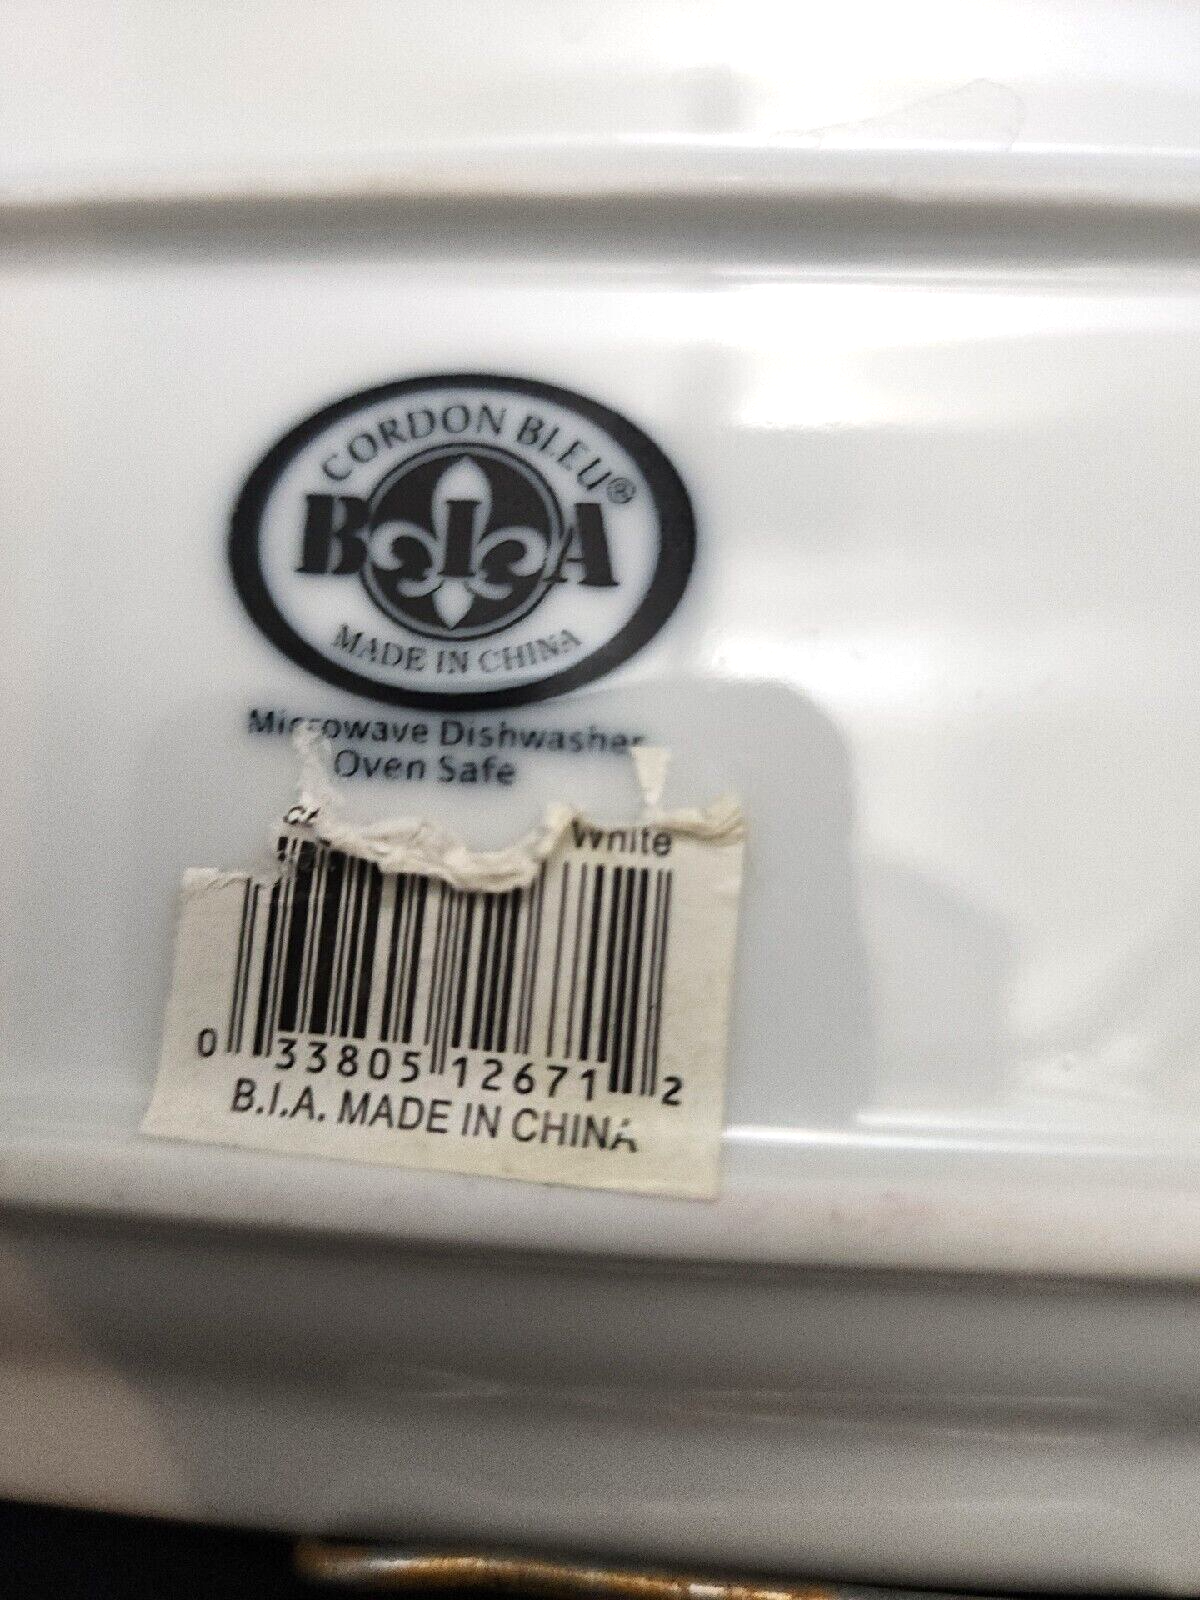 CORDON BLEU®
BIA
MADE IN CHINA
Microwave Dishwasher
Oven Safe
White
0 33805 12671 2
B.I.A. MADE IN CHINA